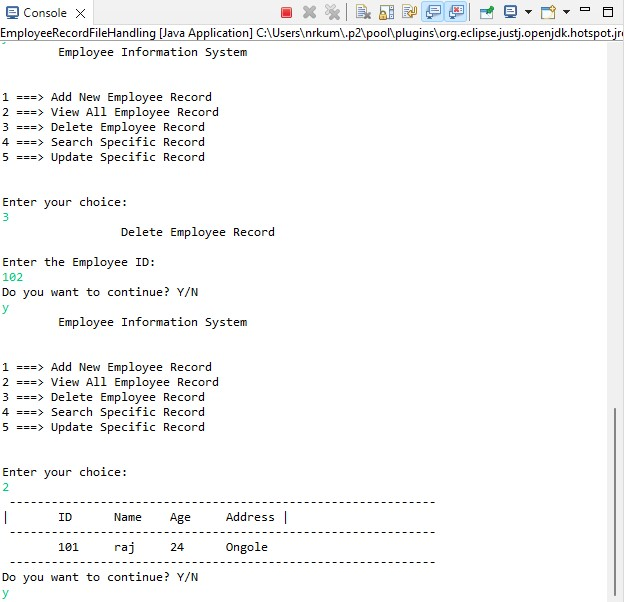 Console
EmployeeRecordFileHandling [Java Application] C:\Users\nrkum\.p2\pool\plugins\org.eclipse.justj.openjdk.hotspot.jre
Employee Information System
1 ===> Add New Employee Record
2 ===> View All Employee Record
3 ===> Delete Employee Record
4 ===> Search Specific Record
5 ===> Update Specific Record
Enter your choice:
3
Delete Employee Record
Enter the Employee ID:
102
Do you want to continue? Y/N
y
Employee Information System
1 ===> Add New Employee Record
2 ===> View All Employee Record
3 ===> Delete Employee Record
4 ===> Search Specific Record
5 ===> Update Specific Record
Enter your choice:
2
--------------------------------------------------------------
| ID Name Age Address |
--------------------------------------------------------------
101 raj 24 Ongole
--------------------------------------------------------------
Do you want to continue? Y/N
y